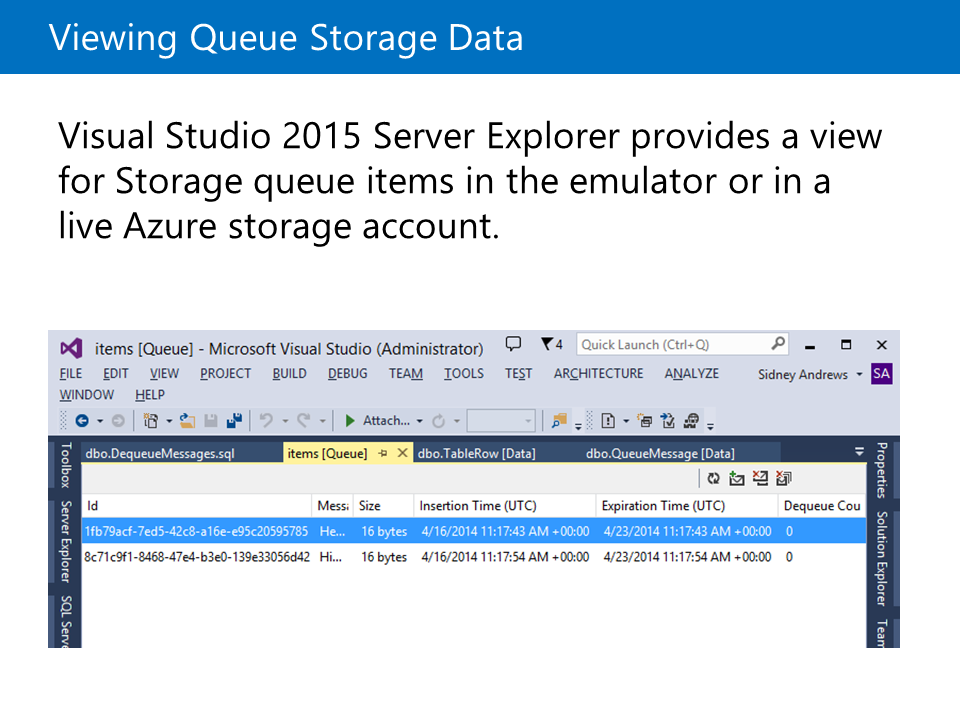 Viewing Queue Storage Data
Visual Studio 2015 Server Explorer provides a view
for Storage queue items in the emulator or in a
live Azure storage account.
items [Queue] - Microsoft Visual Studio (Administrator) 4 Quick Launch (Ctrl+Q)
FILE EDIT VIEW PROJECT BUILD DEBUG TEAM TOOLS TEST ARCHITECTURE ANALYZE Sidney Andrews SA
WINDOW HELP
Attach...
Toolbox
Server Explorer
SQL Serve
dbo.DequeueMessages.sql items [Queue] dbo.TableRow [Data] dbo.QueueMessage [Data]
Id Messa Size Insertion Time (UTC) Expiration Time (UTC) Dequeue Cou
1fb79acf-7ed5-42c8-a16e-e95c20595785 He... 16 bytes 4/16/2014 11:17:43 AM +00:00 4/23/2014 11:17:43 AM +00:00 0
8c71c9f1-8468-47e4-b3e0-139e33056d42 Hi... 16 bytes 4/16/2014 11:17:54 AM +00:00 4/23/2014 11:17:54 AM +00:00 0
Properties
Solution Explorer
Team